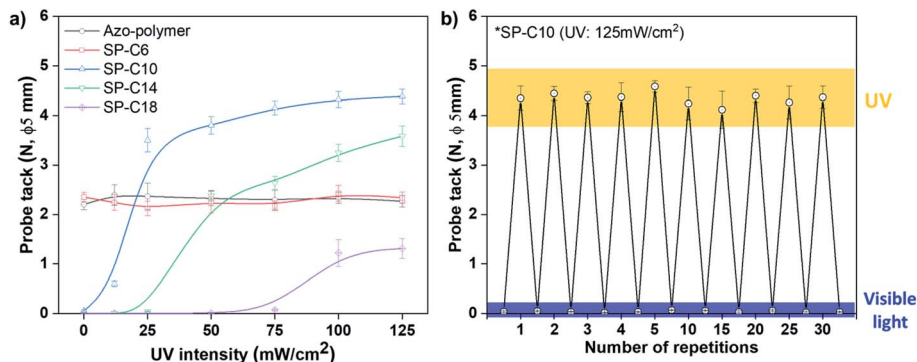 a)
Azo-polymer
SP-C6
SP-C10
SP-C14
SP-C18
Probe tack (N, ϕ5 mm)
6
5
4
3
2
1
0
0 25 50 75 100 125
UV intensity (mW/cm²)
b)
*SP-C10 (UV: 125mW/cm²)
Probe tack (N, ϕ 5 mm)
6
5
4
3
2
1
0
UV
Visible
light
1 2 3 4 5 10 15 20 25 30
Number of repetitions